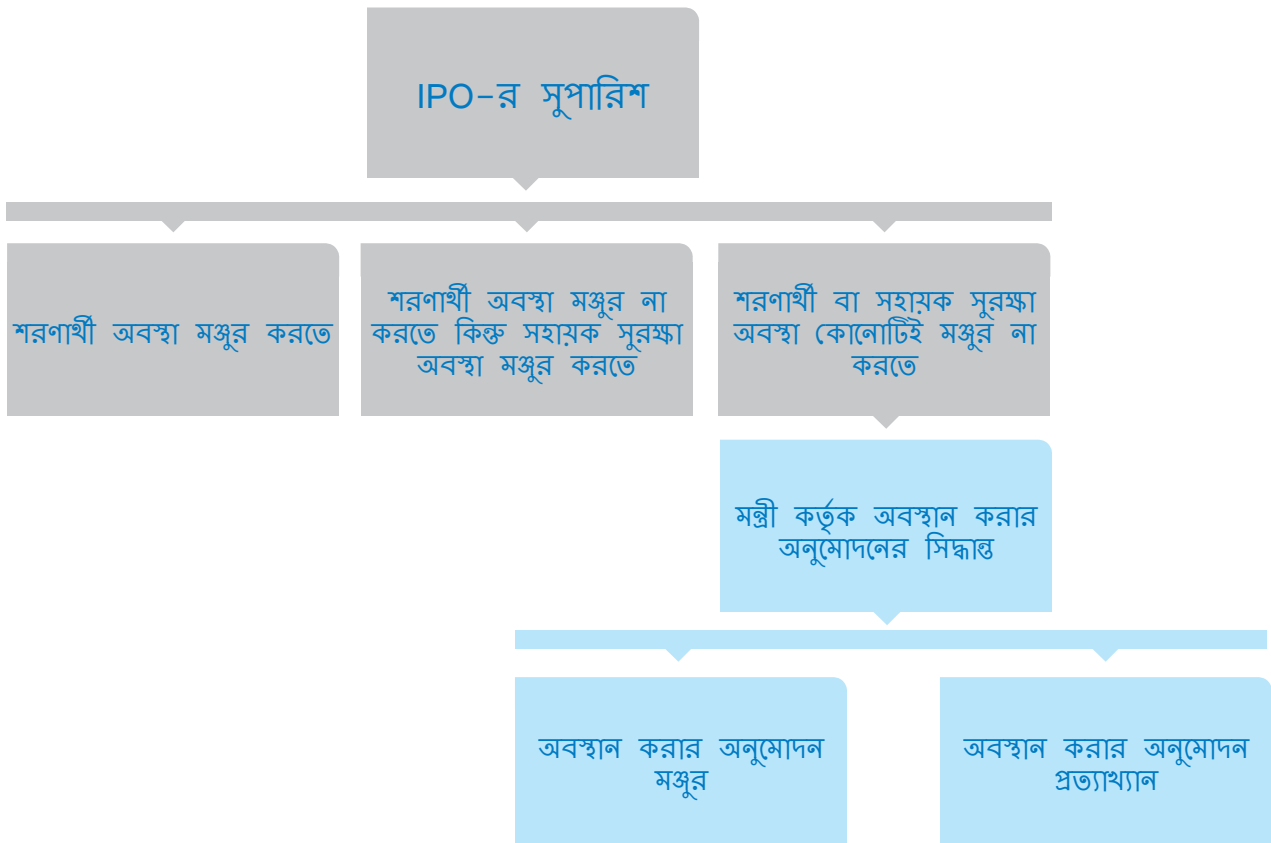 IPO-র সুপারিশ
শরণার্থী অবস্থা মঞ্জুর করতে
শরণার্থী অবস্থা মঞ্জুর না
করতে কিন্তু সহায়ক সুরক্ষা
অবস্থা মঞ্জুর করতে
শরণার্থী বা সহায়ক সুরক্ষা
অবস্থা কোনোটিই মঞ্জুর না
করতে
মন্ত্রী কর্তৃক অবস্থান করার
অনুমোদনের সিদ্ধান্ত
অবস্থান করার অনুমোদন
মঞ্জুর
অবস্থান করার অনুমোদন
প্রত্যাখ্যান